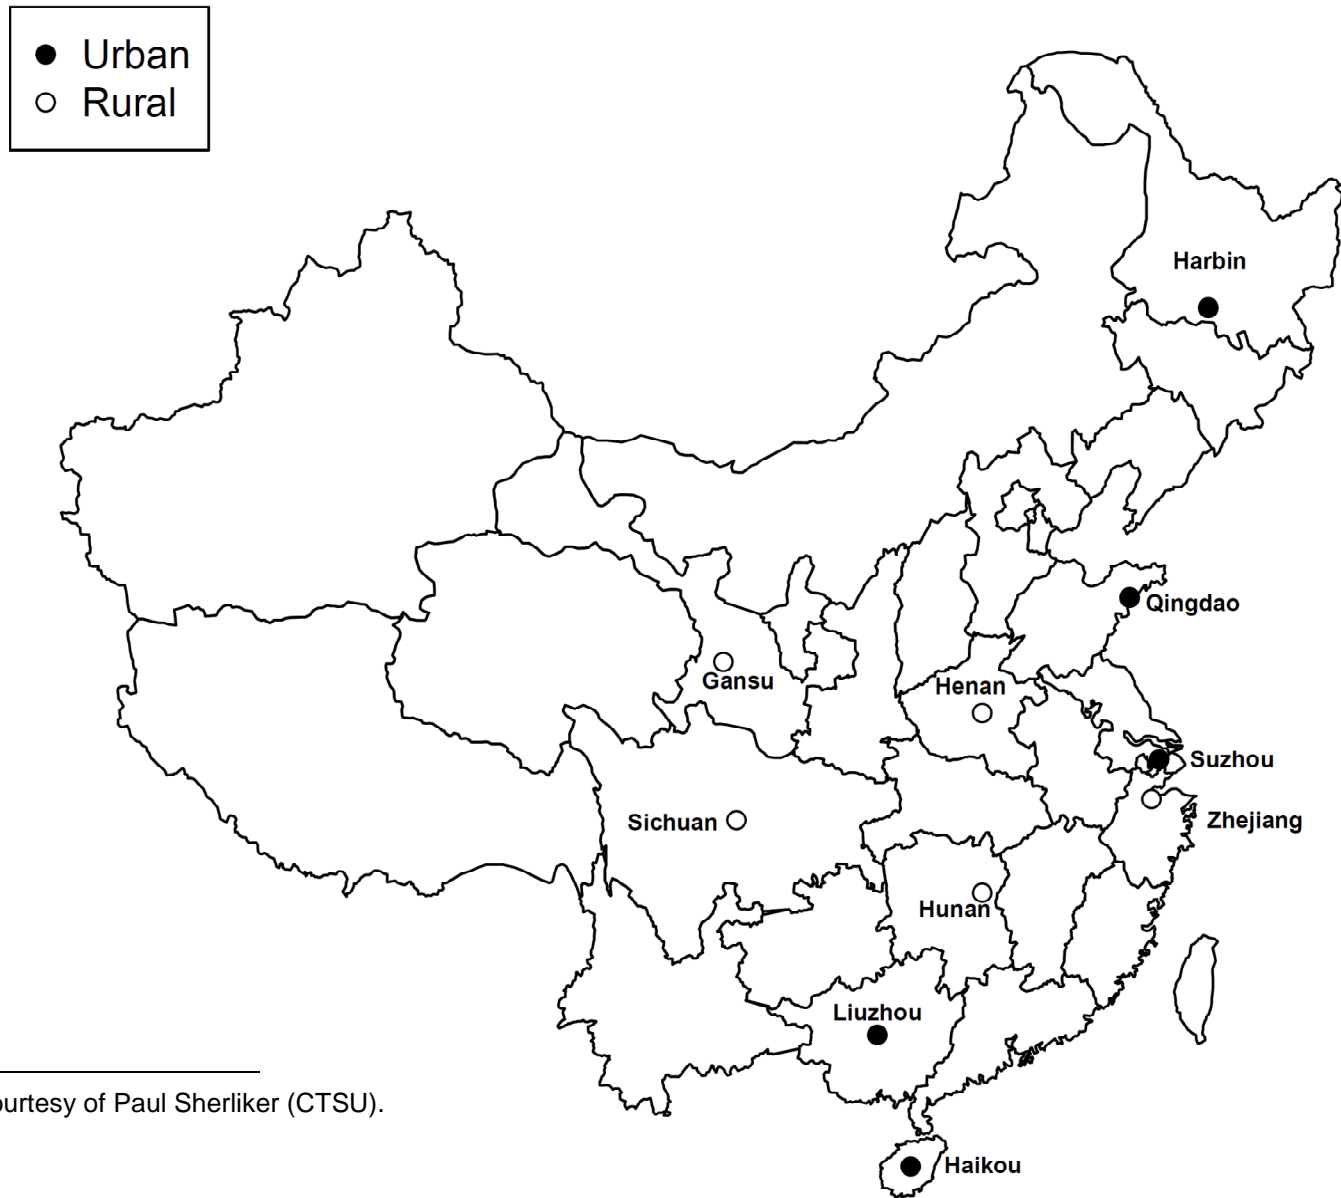 Urban
Rural
Harbin
Qingdao
Gansu
Henan
Suzhou
Sichuan
Zhejiang
Hunan
Liuzhou
ourtesy of Paul Sherliker (CTSU).
Haikou